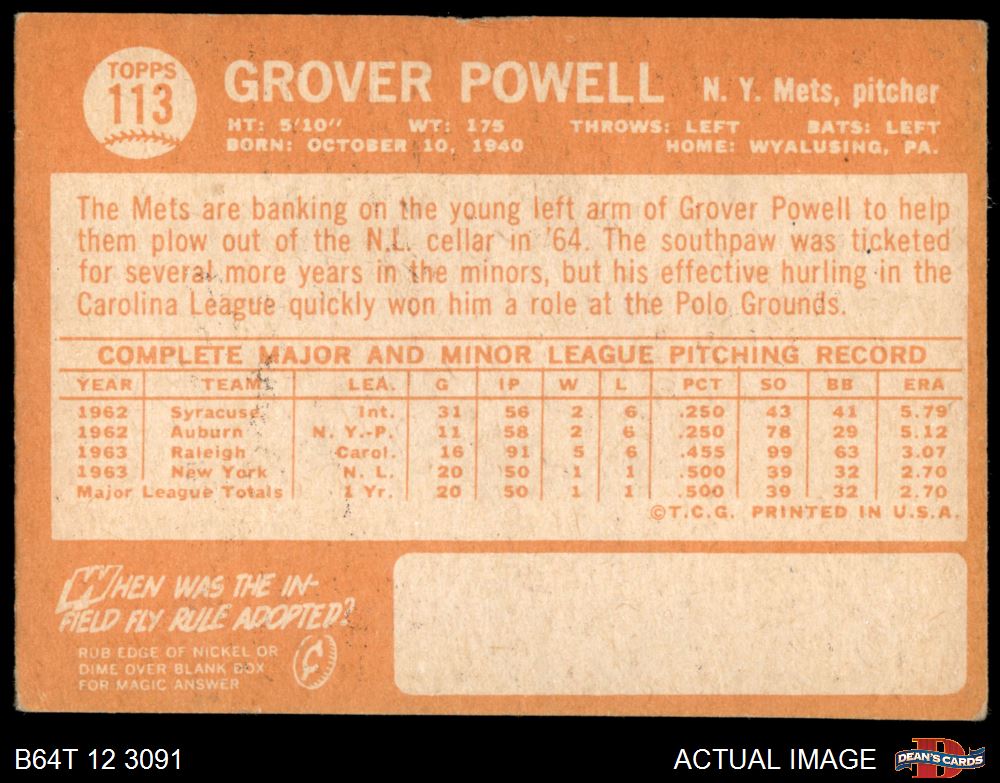 TOPPS
113
GROVER POWELL N. Y. Mets, pitcher
HT: 5'10" WT: 175 THROWS: LEFT BATS: LEFT
BORN: OCTOBER 10, 1940 HOME: WYALUSING, PA.
The Mets are banking on the young left arm of Grover Powell to help
them plow out of the N.L. cellar in '64. The southpaw was ticketed
for several more years in the minors, but his effective hurling in the
Carolina League quickly won him a role at the Polo Grounds.
COMPLETE MAJOR AND MINOR LEAGUE PITCHING RECORD
YEAR TEAM LEA. G IP W L PCT SO BB ERA
1962 Syracuse Int. 31 56 2 6 .250 43 41 5.79
1962 Auburn N. Y.-P. 11 58 2 6 .250 78 29 5.12
1963 Raleigh Carol. 16 91 5 6 .455 99 63 3.07
1963 New York N. L. 20 50 1 1 .500 39 32 2.70
Major League Totals 1 Yr. 20 50 1 1 .500 39 32 2.70
©T.C.G. PRINTED IN U.S.A.
WHEN WAS THE IN-
FIELD FLY RULE ADOPTED?
RUB EDGE OF NICKEL OR
DIME OVER BLANK BOX
FOR MAGIC ANSWER
B64T 12 3091 ACTUAL IMAGE DEAN'S CARDS